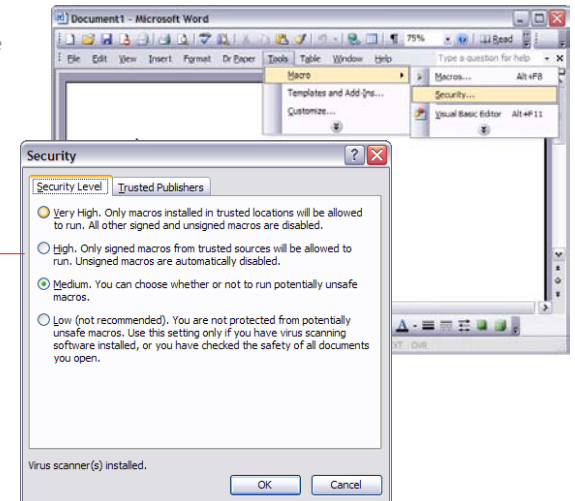 e
Document1 - Microsoft Word
75%
Read
File Edit View Insert Format Dr Paper Tools Table Window Help
Type a question for help
Macro
Macros... Alt+F8
Templates and Add-Ins...
Security...
Customize...
Visual Basic Editor Alt+F11
Security
Security Level Trusted Publishers
Very High. Only macros installed in trusted locations will be allowed
to run. All other signed and unsigned macros are disabled.
High. Only signed macros from trusted sources will be allowed to
run. Unsigned macros are automatically disabled.
Medium. You can choose whether or not to run potentially unsafe
macros.
Low (not recommended). You are not protected from potentially
unsafe macros. Use this setting only if you have virus scanning
software installed, or you have checked the safety of all documents
you open.
OVR
Virus scanner(s) installed.
OK Cancel